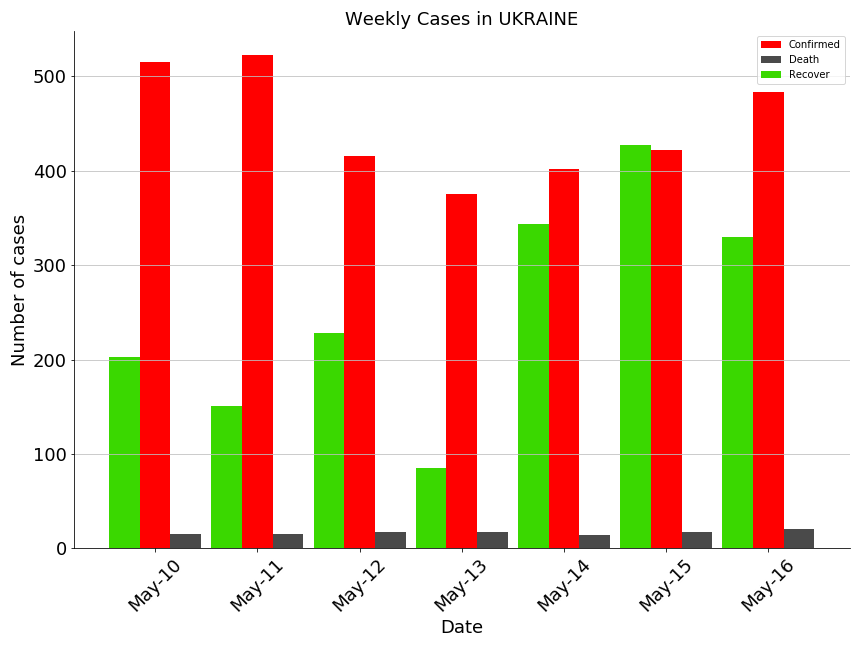 Weekly Cases in UKRAINE
Confirmed
Death
Recover
Number of cases
500
400
300
200
100
0
May-10
May-11
May-12
May-13
May-14
May-15
May-16
Date